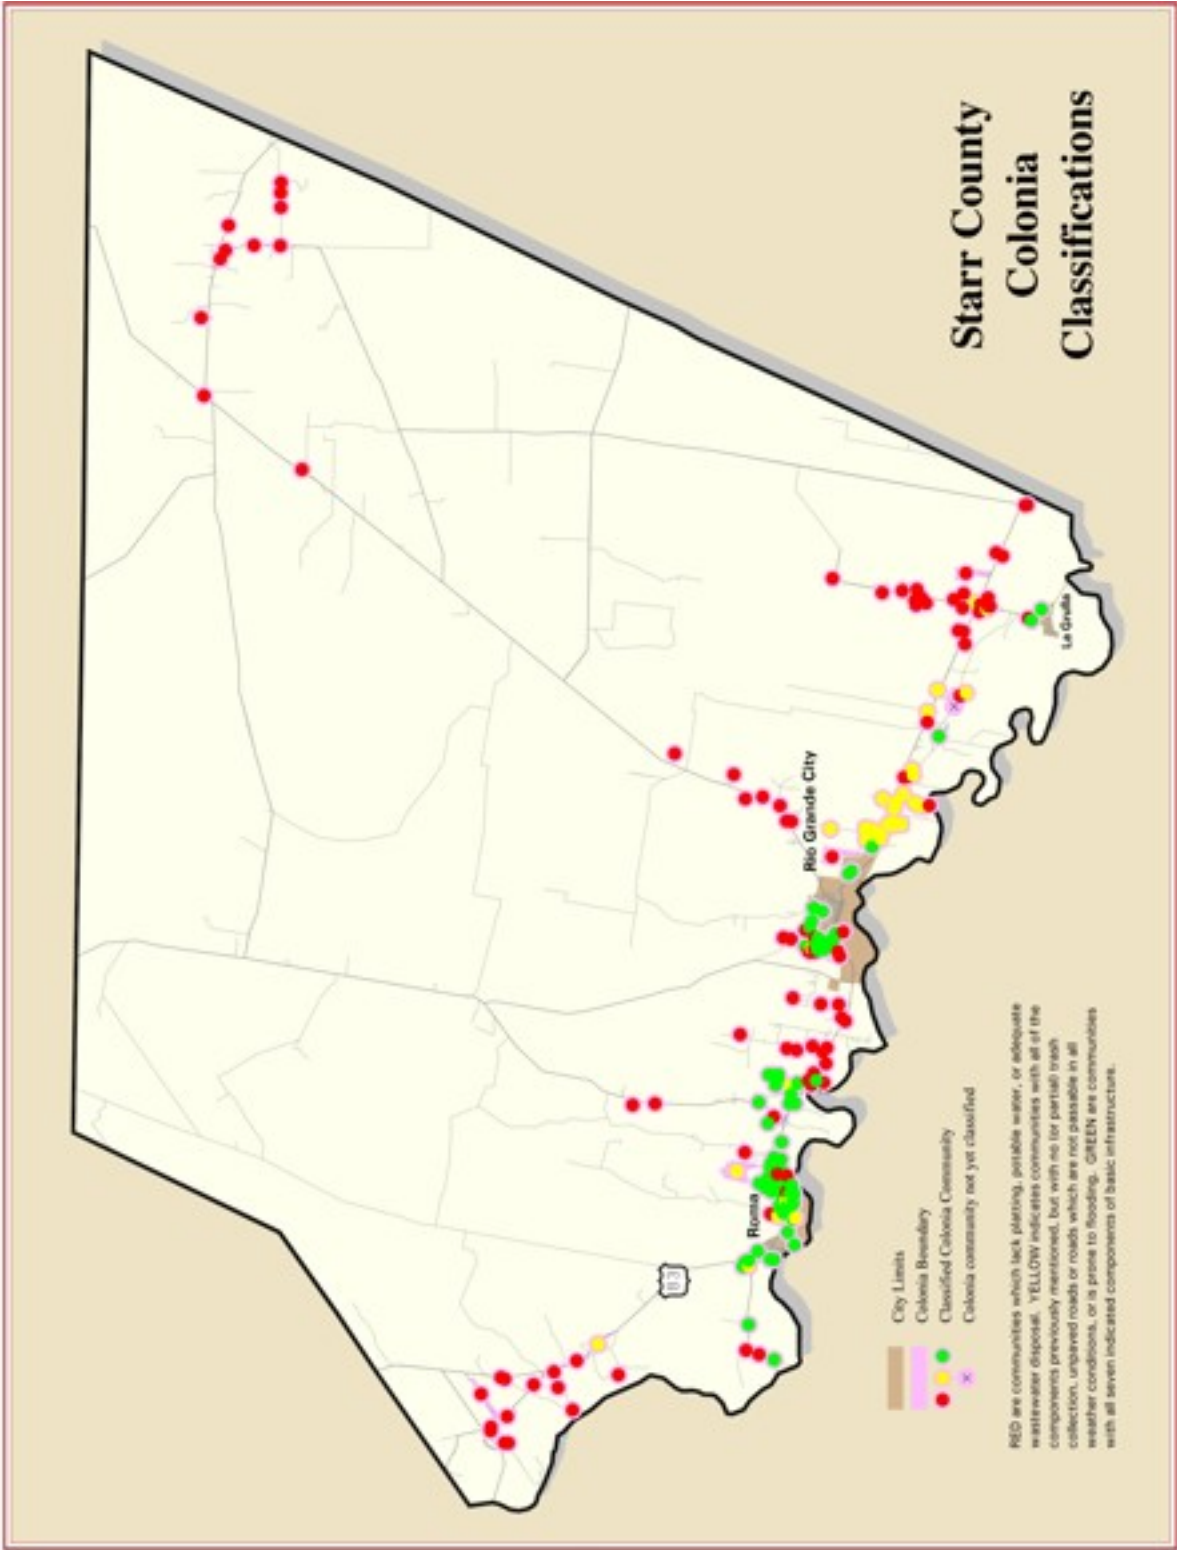 Starr County
Colonia
Classifications
La Grulla
Rio Grande City
Roma
83
City Limits
Colonia Boundary
Classified Colonia Community
Colonia community not yet classified
RED are communities which lack platting, potable water, or adequate
wastewater disposal. YELLOW indicates communities with all of the
components previously mentioned, but with no (or partial) trash
collection, unpaved roads or roads which are not passable in all
weather conditions, or is prone to flooding. GREEN are communities
with all seven indicated components of basic infrastructure.